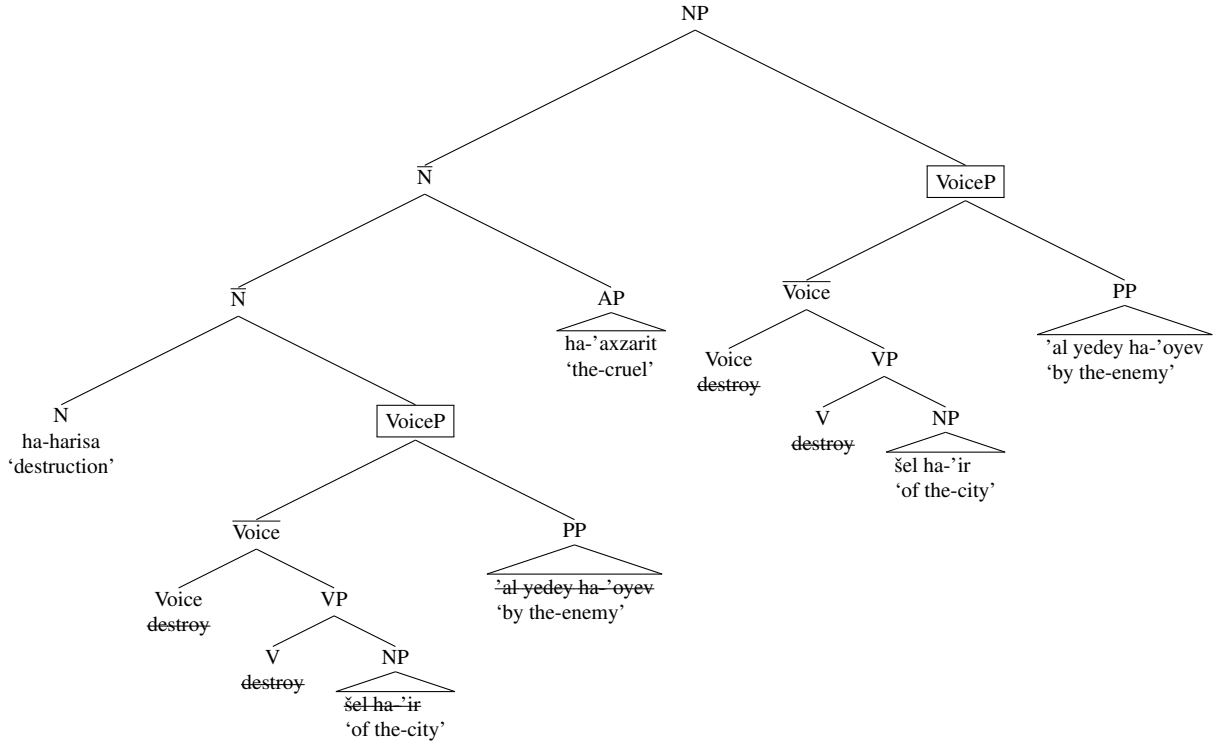 NP
N̅
VoiceP
N̅
AP
ha-’axzarit
‘the-cruel’
V̅o̅i̅c̅e̅
PP
’al yedey ha-’oyev
‘by the-enemy’
Voice
destroy
VP
V
destroy
NP
šel ha-’ir
‘of the-city’
N
ha-harisa
‘destruction’
VoiceP
V̅o̅i̅c̅e̅
PP
’al yedey ha-’oyev
‘by the-enemy’
Voice
destroy
VP
V
destroy
NP
šel ha-’ir
‘of the-city’